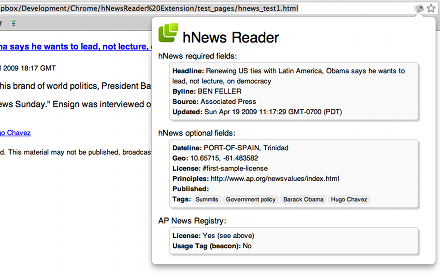 pbox/Development/Chrome/hNewsReader%20Extension/test_pages/hnews_test1.html
ma says he wants to lead, not lecture,
l 2009 18:17 GMT
his brand of world politics, President Ba
ews Sunday." Ensign was interviewed o
go Chavez
d. This material may not be published, broadcas
hNews Reader
hNews required fields:
Headline: Renewing US ties with Latin America, Obama says he wants to
lead, not lecture, on democracy
Byline: BEN FELLER
Source: Associated Press
Updated: Sun Apr 19 2009 11:17:29 GMT-0700 (PDT)
hNews optional fields:
Dateline: PORT-OF-SPAIN, Trinidad
Geo: 10.65715, -61.483582
License: #first-sample-license
Principles: http://www.ap.org/newsvalues/index.html
Published:
Tags: Summits Government policy Barack Obama Hugo Chavez
AP News Registry:
License: Yes (see above)
Usage Tag (beacon): No